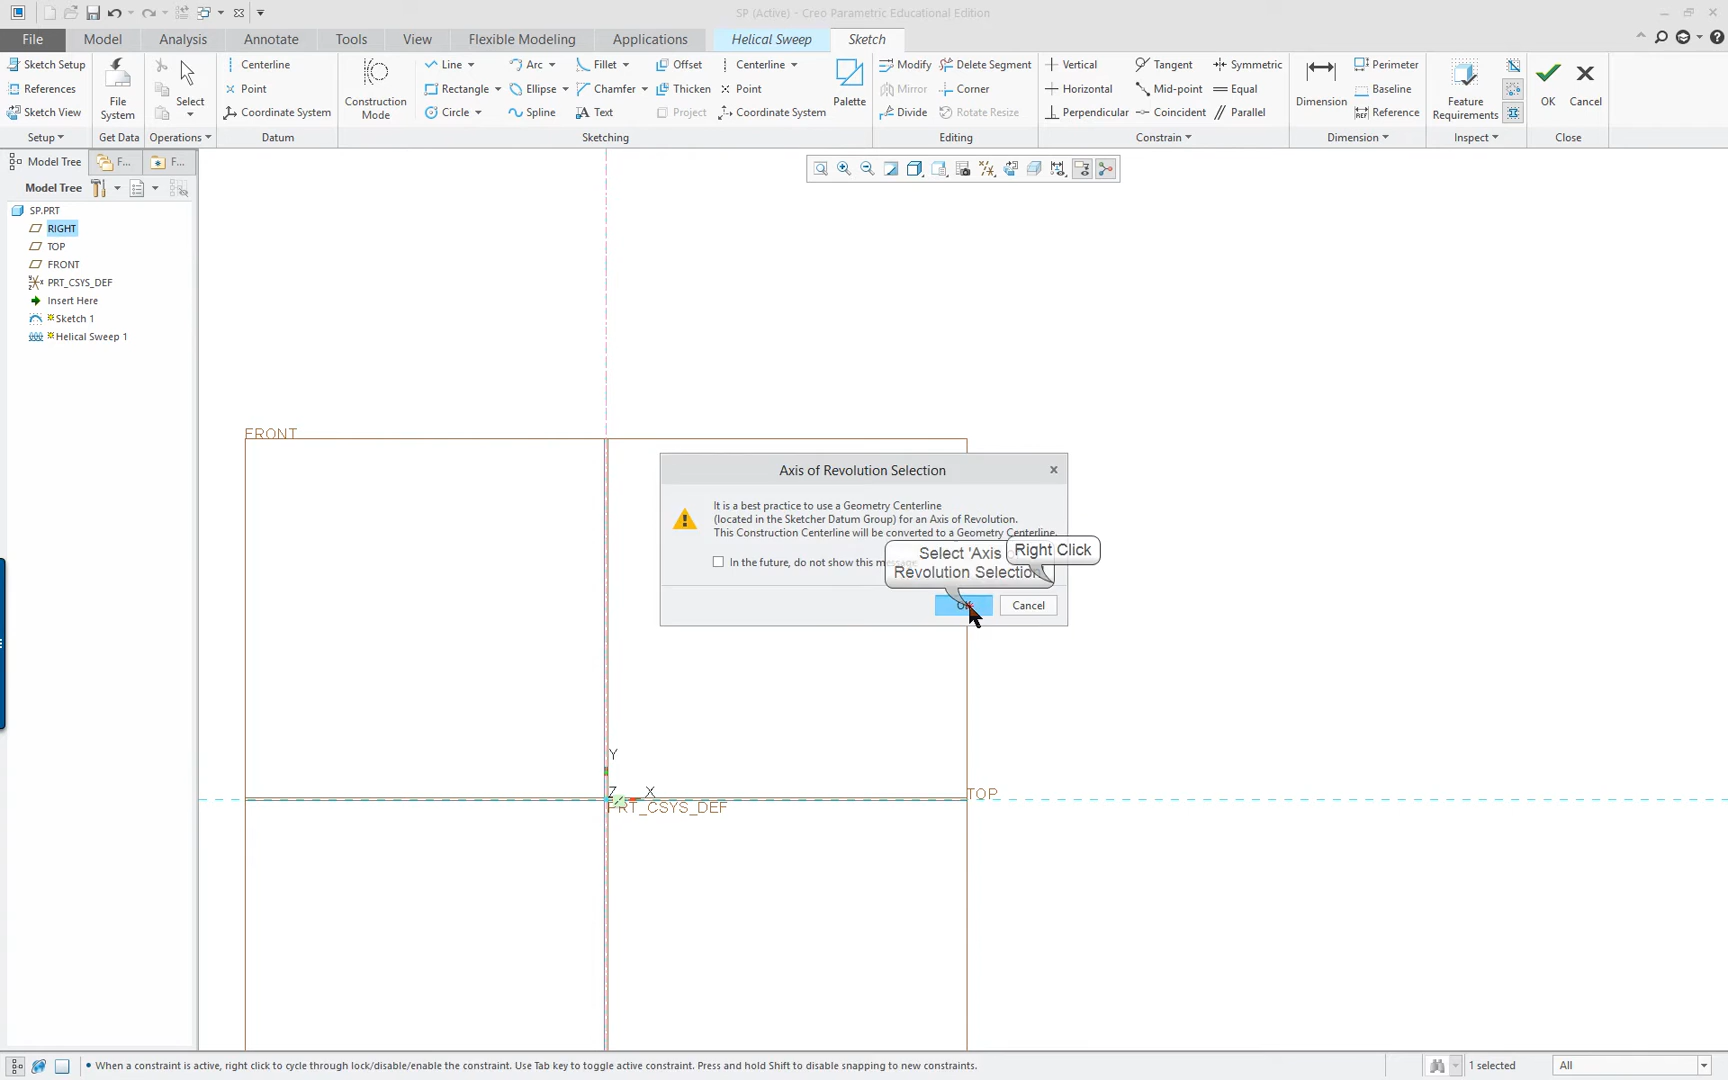 SP (Active) - Creo Parametric Educational Edition
File Model Analysis Annotate Tools View Flexible Modeling Applications Helical Sweep Sketch
Sketch Setup
References
Sketch View
Setup
File System
Get Data
Select
Operations
Centerline
Point
Coordinate System
Datum
Construction Mode
Line Arc Fillet Offset Centerline
Rectangle Ellipse Chamfer Thicken Point
Circle Spline Text Project Coordinate System
Palette
Sketching
Modify Delete Segment
Mirror Corner
Divide Rotate Resize
Editing
Vertical Tangent Symmetric
Horizontal Mid-point Equal
Perpendicular Coincident Parallel
Constrain
Dimension
Perimeter
Baseline
REF Reference
Dimension
Feature Requirements
Inspect
OK Cancel
Close
Model Tree F... F...
Model Tree
SP.PRT
RIGHT
TOP
FRONT
PRT_CSYS_DEF
Insert Here
Sketch 1
Helical Sweep 1
FRONT
Axis of Revolution Selection
It is a best practice to use a Geometry Centerline
(located in the Sketcher Datum Group) for an Axis of Revolution.
This Construction Centerline will be converted to a Geometry Centerline.
In the future, do not show this message
Select 'Axis
Revolution Selection
Right Click
OK Cancel
Y
Z X
PRT_CSYS_DEF
TOP
When a constraint is active, right click to cycle through lock/disable/enable the constraint. Use Tab key to toggle active constraint. Press and hold Shift to disable snapping to new constraints.
1 selected
All